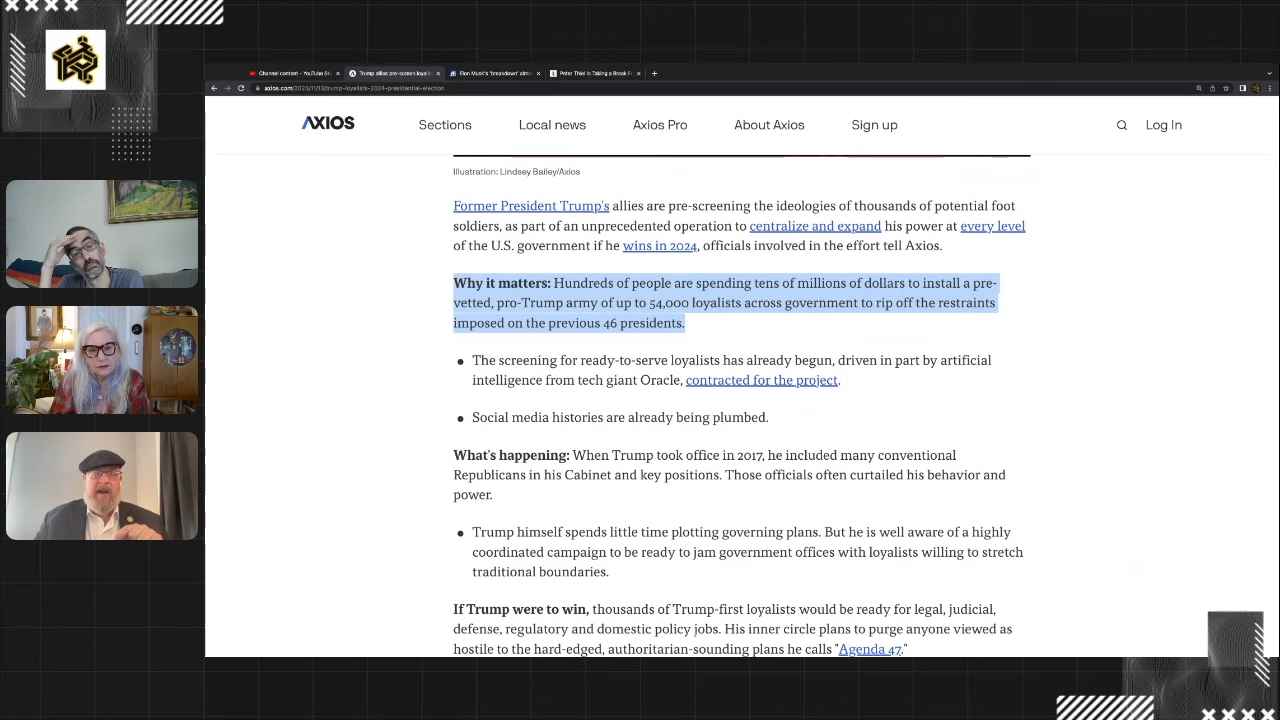 Channel content - YouTube St
Trump allies pre-screen loyalis
Elon Musk's 'breakdown' almo
Peter Thiel Is Taking a Break F
axios.com/2023/11/13/trump-loyalists-2024-presidential-election
AXIOS
Sections
Local news
Axios Pro
About Axios
Sign up
Log In
Illustration: Lindsey Bailey/Axios
Former President Trump's allies are pre-screening the ideologies of thousands of potential foot
soldiers, as part of an unprecedented operation to centralize and expand his power at every level
of the U.S. government if he wins in 2024, officials involved in the effort tell Axios.
Why it matters: Hundreds of people are spending tens of millions of dollars to install a pre-
vetted, pro-Trump army of up to 54,000 loyalists across government to rip off the restraints
imposed on the previous 46 presidents.
• The screening for ready-to-serve loyalists has already begun, driven in part by artificial
intelligence from tech giant Oracle, contracted for the project.
• Social media histories are already being plumbed.
What's happening: When Trump took office in 2017, he included many conventional
Republicans in his Cabinet and key positions. Those officials often curtailed his behavior and
power.
• Trump himself spends little time plotting governing plans. But he is well aware of a highly
coordinated campaign to be ready to jam government offices with loyalists willing to stretch
traditional boundaries.
If Trump were to win, thousands of Trump-first loyalists would be ready for legal, judicial,
defense, regulatory and domestic policy jobs. His inner circle plans to purge anyone viewed as
hostile to the hard-edged, authoritarian-sounding plans he calls "Agenda 47."